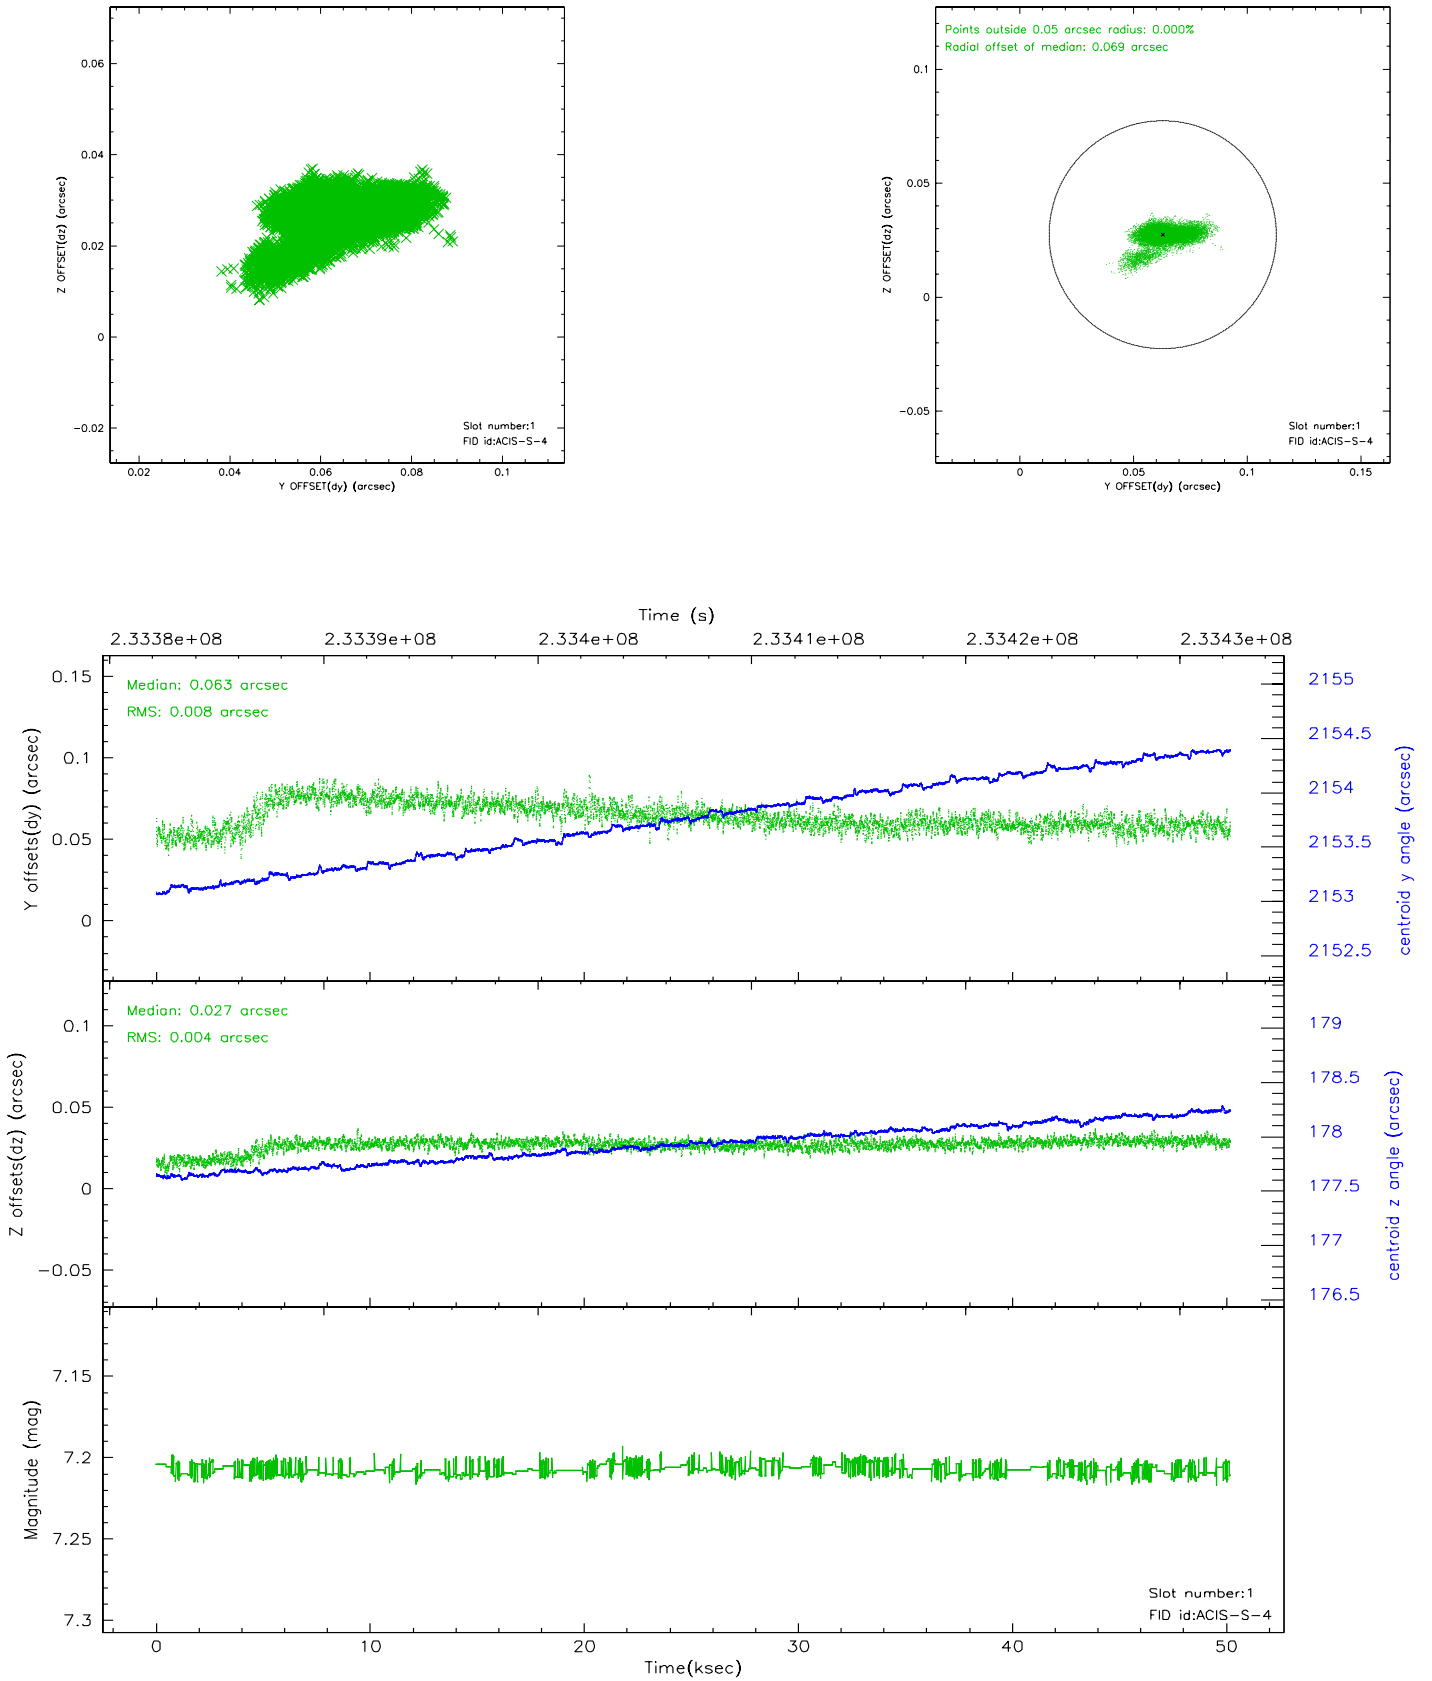 0.06
0.04
0.02
0
−0.02
Z OFFSET(dz) (arcsec)
Slot number:1
FID id:ACIS−S−4
0.02 0.04 0.06 0.08 0.1
Y OFFSET(dy) (arcsec)
Points outside 0.05 arcsec radius: 0.000%
Radial offset of median: 0.069 arcsec
0.1
0.05
0
−0.05
Z OFFSET(dz) (arcsec)
Slot number:1
FID id:ACIS−S−4
0 0.05 0.1 0.15
Y OFFSET(dy) (arcsec)
Time (s)
2.3338e+08 2.3339e+08 2.334e+08 2.3341e+08 2.3342e+08 2.3343e+08
Median: 0.063 arcsec
RMS: 0.008 arcsec
0.15
0.1
0.05
0
Y offsets(dy) (arcsec)
2155
2154.5
2154
2153.5
2153
2152.5
centroid y angle (arcsec)
Median: 0.027 arcsec
RMS: 0.004 arcsec
0.1
0.05
0
−0.05
Z offsets(dz) (arcsec)
179
178.5
178
177.5
177
176.5
centroid z angle (arcsec)
7.15
7.2
7.25
7.3
Magnitude (mag)
Slot number:1
FID id:ACIS−S−4
0 10 20 30 40 50
Time(ksec)